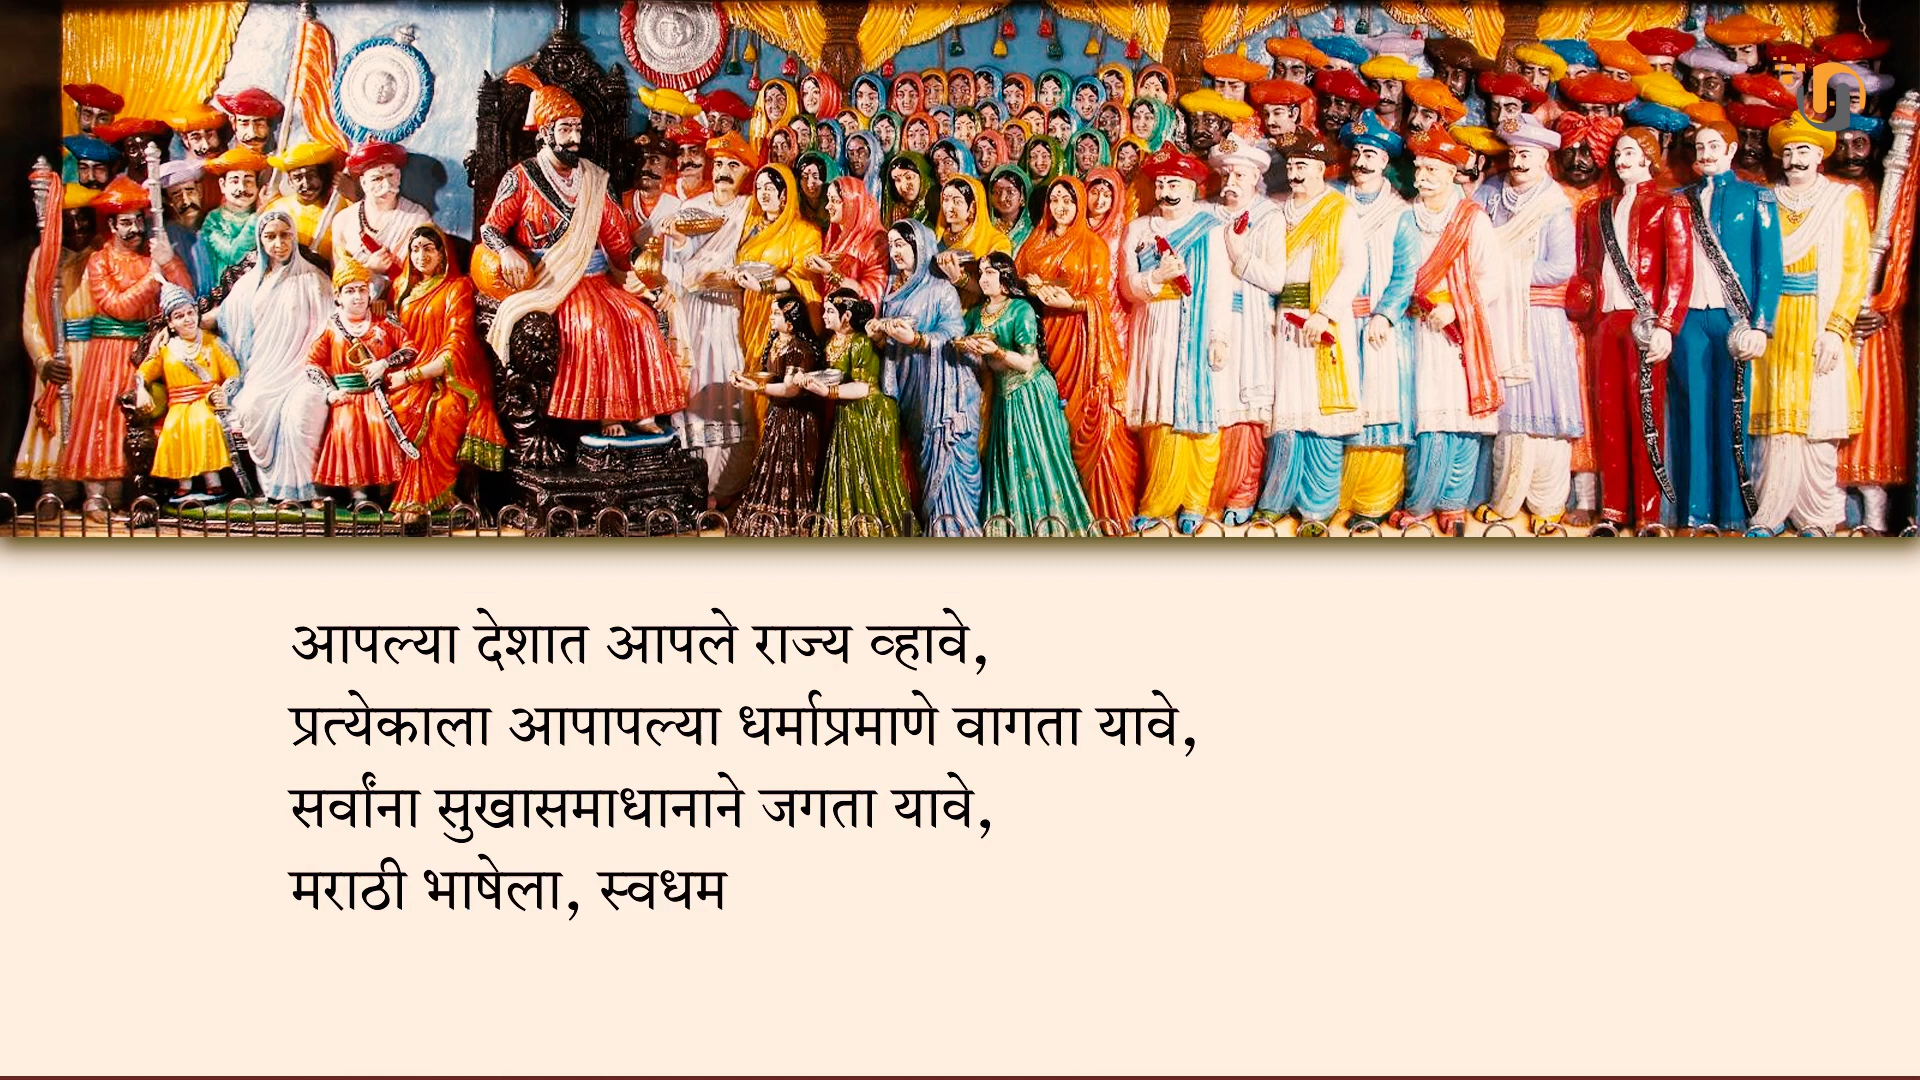 आपल्या देशात आपले राज्य व्हावे,
प्रत्येकाला आपापल्या धर्माप्रमाणे वागता यावे,
सर्वांना सुखासमाधानाने जगता यावे,
मराठी भाषेला, स्वधम